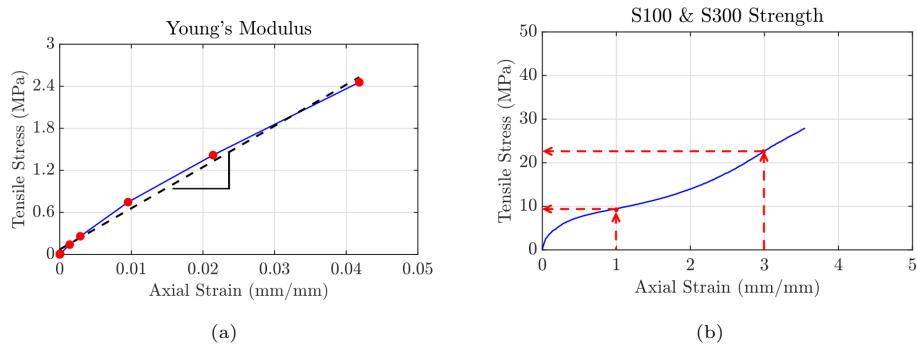 Young's Modulus
Tensile Stress (MPa)
3
2.4
1.8
1.2
0.6
0
0 0.01 0.02 0.03 0.04 0.05
Axial Strain (mm/mm)
(a)
S100 & S300 Strength
Tensile Stress (MPa)
50
40
30
20
10
0
0 1 2 3 4 5
Axial Strain (mm/mm)
(b)